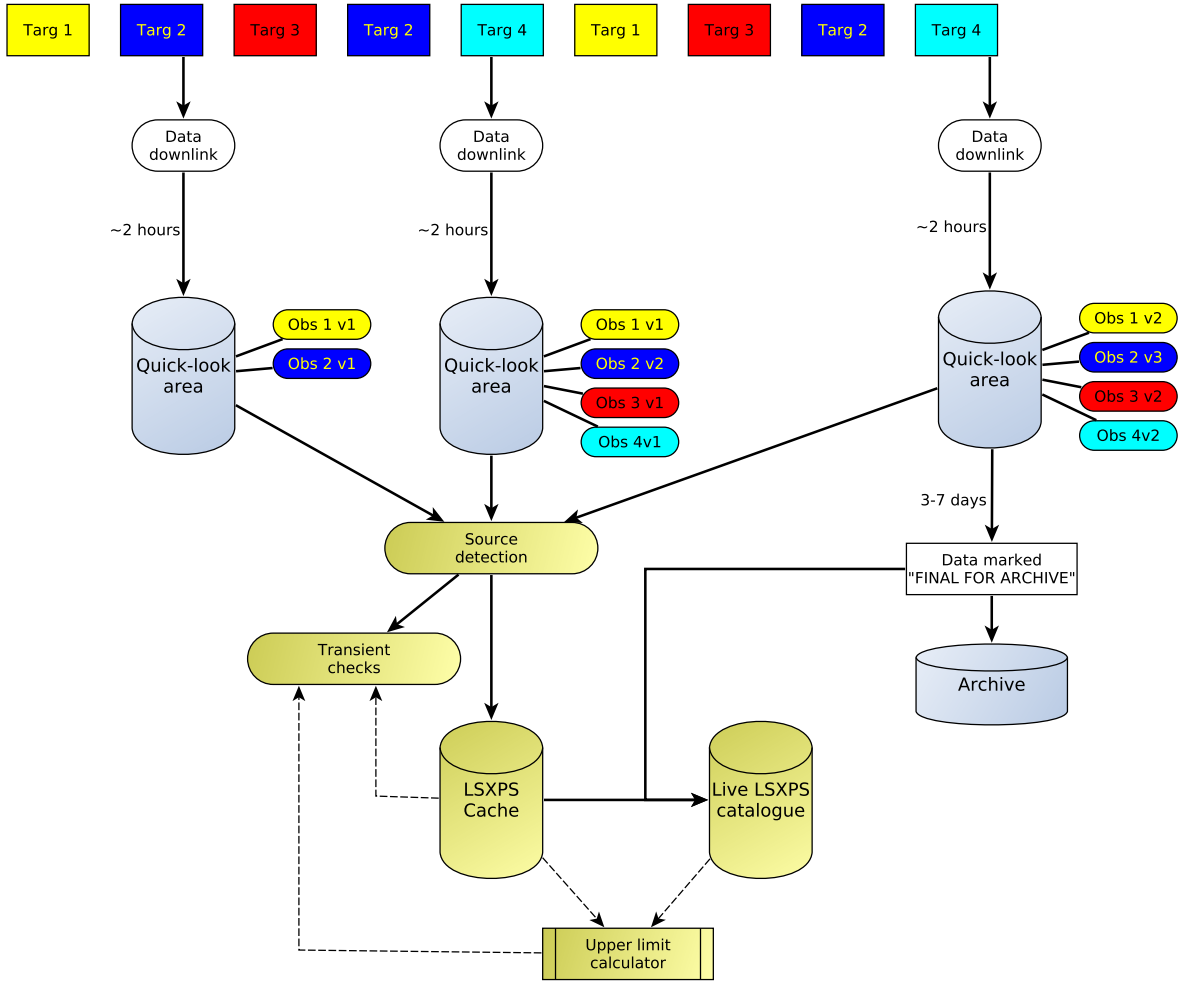 Targ 1
Targ 2
Targ 3
Targ 2
Targ 4
Targ 1
Targ 3
Targ 2
Targ 4
Data
downlink
Data
downlink
Data
downlink
~2 hours
~2 hours
~2 hours
Quick-look
area
Obs 1 v1
Obs 2 v1
Quick-look
area
Obs 1 v1
Obs 2 v2
Obs 3 v1
Obs 4v1
Quick-look
area
Obs 1 v2
Obs 2 v3
Obs 3 v2
Obs 4v2
3-7 days
Source
detection
Data marked
"FINAL FOR ARCHIVE"
Transient
checks
Archive
LSXPS
Cache
Live LSXPS
catalogue
Upper limit
calculator